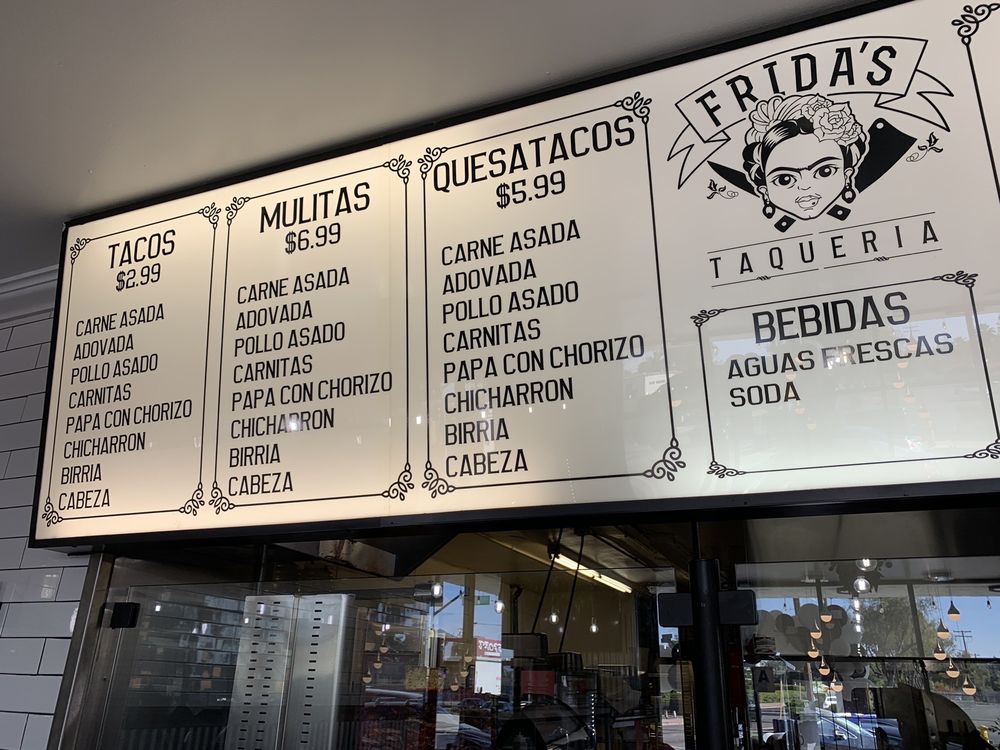 TACOS
$2.99
CARNE ASADA
ADOVADA
POLLO ASADO
CARNITAS
PAPA CON CHORIZO
CHICHARRON
BIRRIA
CABEZA
MULITAS
$6.99
CARNE ASADA
ADOVADA
POLLO ASADO
CARNITAS
PAPA CON CHORIZO
CHICHARRON
BIRRIA
CABEZA
QUESATACOS
$5.99
CARNE ASADA
ADOVADA
POLLO ASADO
CARNITAS
PAPA CON CHORIZO
CHICHARRON
BIRRIA
CABEZA
FRIDA'S
TAQUERIA
BEBIDAS
AGUAS FRESCAS
SODA